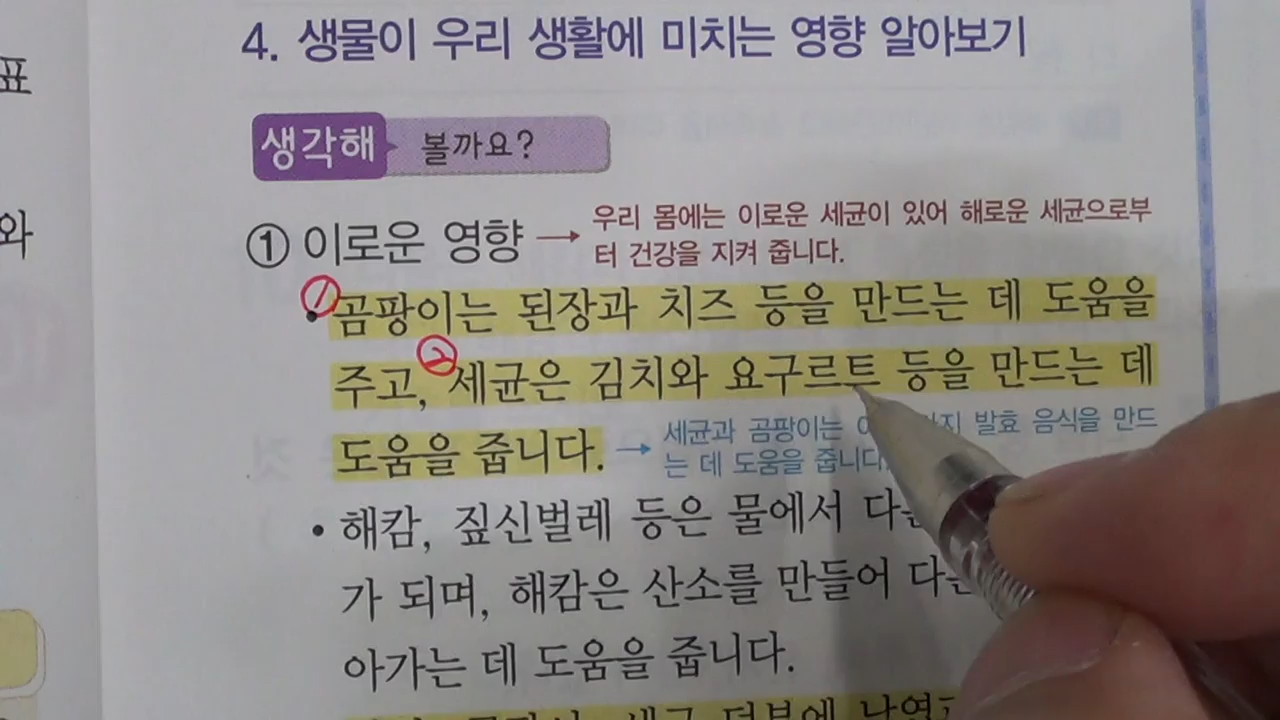 표
와
4. 생물이 우리 생활에 미치는 영향 알아보기
생각해 볼까요?
① 이로운 영향 → 우리 몸에는 이로운 세균이 있어 해로운 세균으로부
터 건강을 지켜 줍니다.
① • 곰팡이는 된장과 치즈 등을 만드는 데 도움을
주고, ② 세균은 김치와 요구르트 등을 만드는 데
도움을 줍니다. → 세균과 곰팡이는 발효 음식을 만드
는 데 도움을 줍니다.
• 해캄, 짚신벌레 등은 물에서
가 되며, 해캄은 산소를 만들어
아가는 데 도움을 줍니다.